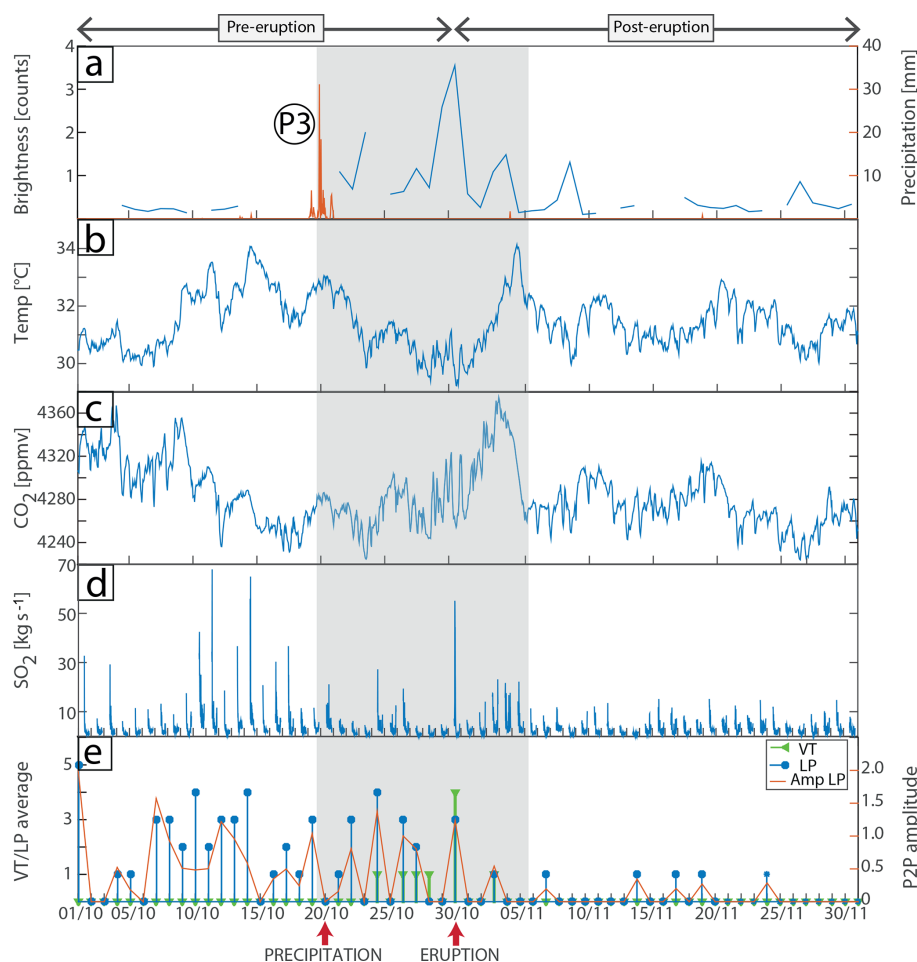 Pre-eruption Post-eruption
a
P3
Brightness [counts]
4
3
2
1
Precipitation [mm]
40
30
20
10
b
Temp [°C]
34
32
30
c
CO2 [ppmv]
4360
4320
4280
4240
d
SO2 [kg s-1]
70
50
30
10
e
VT/LP average
5
3
1
VT
LP
Amp LP
P2P amplitude
2.0
1.5
1.0
0.5
0
01/10 05/10 10/10 15/10 20/10 25/10 30/10 05/11 10/11 15/11 20/11 25/11 30/11
PRECIPITATION ERUPTION